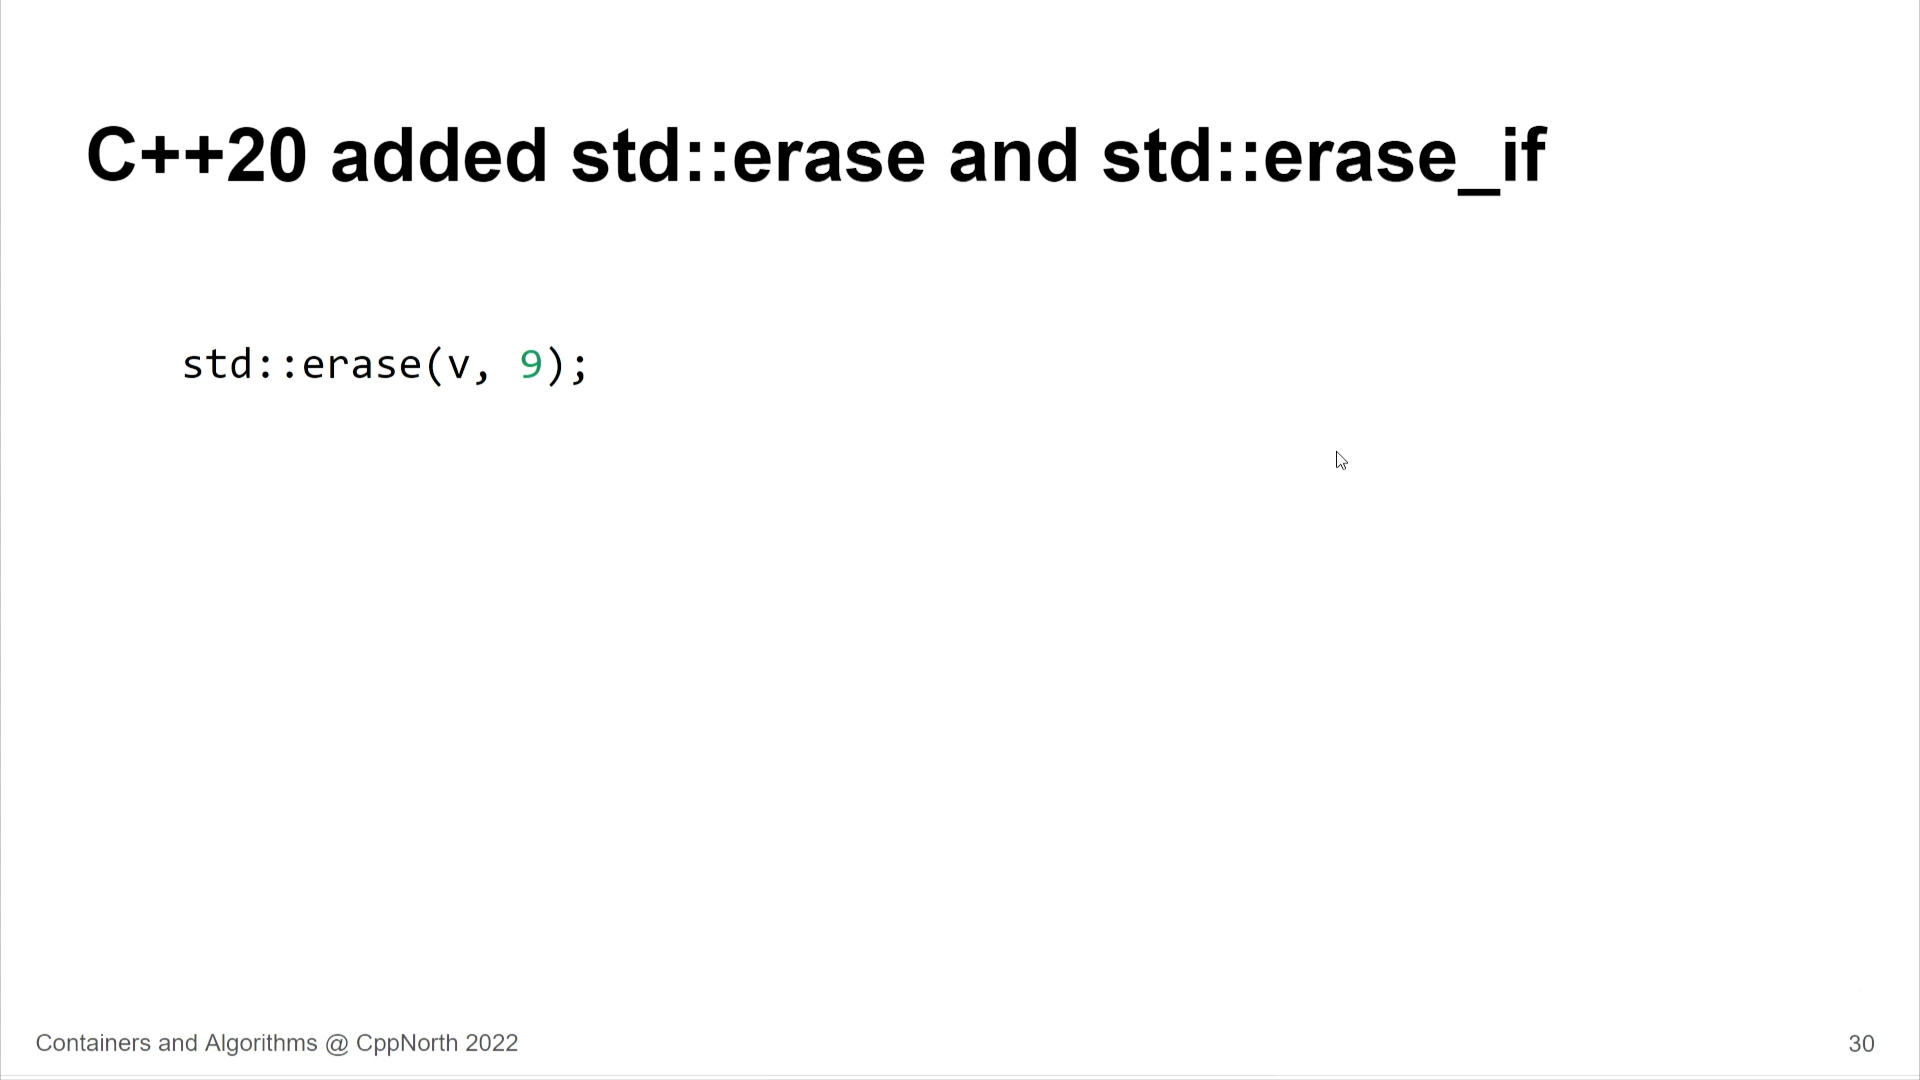 C++20 added std::erase and std::erase_if
std::erase(v, 9);
Containers and Algorithms @ CppNorth 2022
30